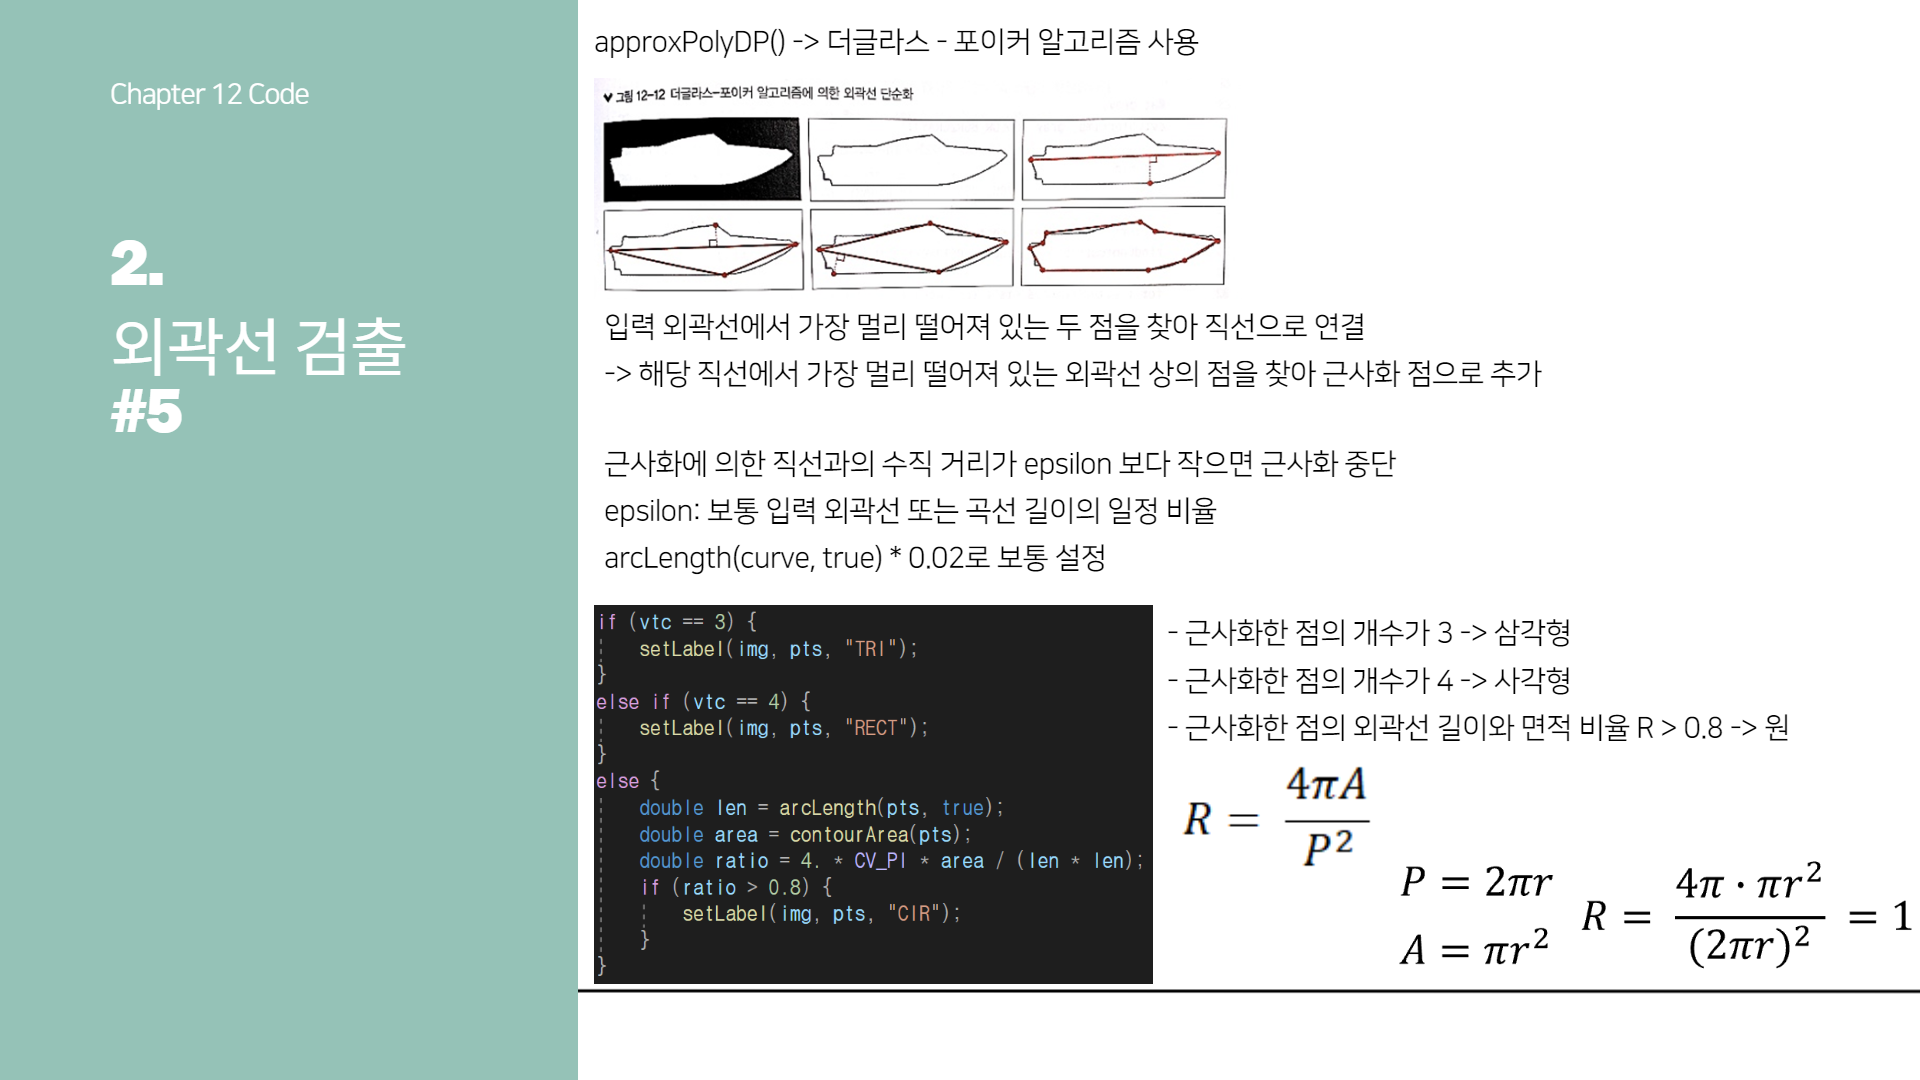 Chapter 12 Code
2.
외곽선 검출
#5
approxPolyDP() -> 더글라스 - 포이커 알고리즘 사용
그림 12-12 더글라스-포이커 알고리즘에 의한 외곽선 단순화
입력 외곽선에서 가장 멀리 떨어져 있는 두 점을 찾아 직선으로 연결
-> 해당 직선에서 가장 멀리 떨어져 있는 외곽선 상의 점을 찾아 근사화 점으로 추가
근사화에 의한 직선과의 수직 거리가 epsilon 보다 작으면 근사화 중단
epsilon: 보통 입력 외곽선 또는 곡선 길이의 일정 비율
arcLength(curve, true) * 0.02로 보통 설정
if (vtc == 3) {
setLabel(img, pts, "TRI");
}
else if (vtc == 4) {
setLabel(img, pts, "RECT");
}
else {
double len = arcLength(pts, true);
double area = contourArea(pts);
double ratio = 4. * CV_PI * area / (len * len);
if (ratio > 0.8) {
setLabel(img, pts, "CIR");
}
}
- 근사화한 점의 개수가 3 -> 삼각형
- 근사화한 점의 개수가 4 -> 사각형
- 근사화한 점의 외곽선 길이와 면적 비율 R > 0.8 -> 원
R = 4πA / P²
P = 2πr
A = πr²
R = 4π · πr² / (2πr)² = 1